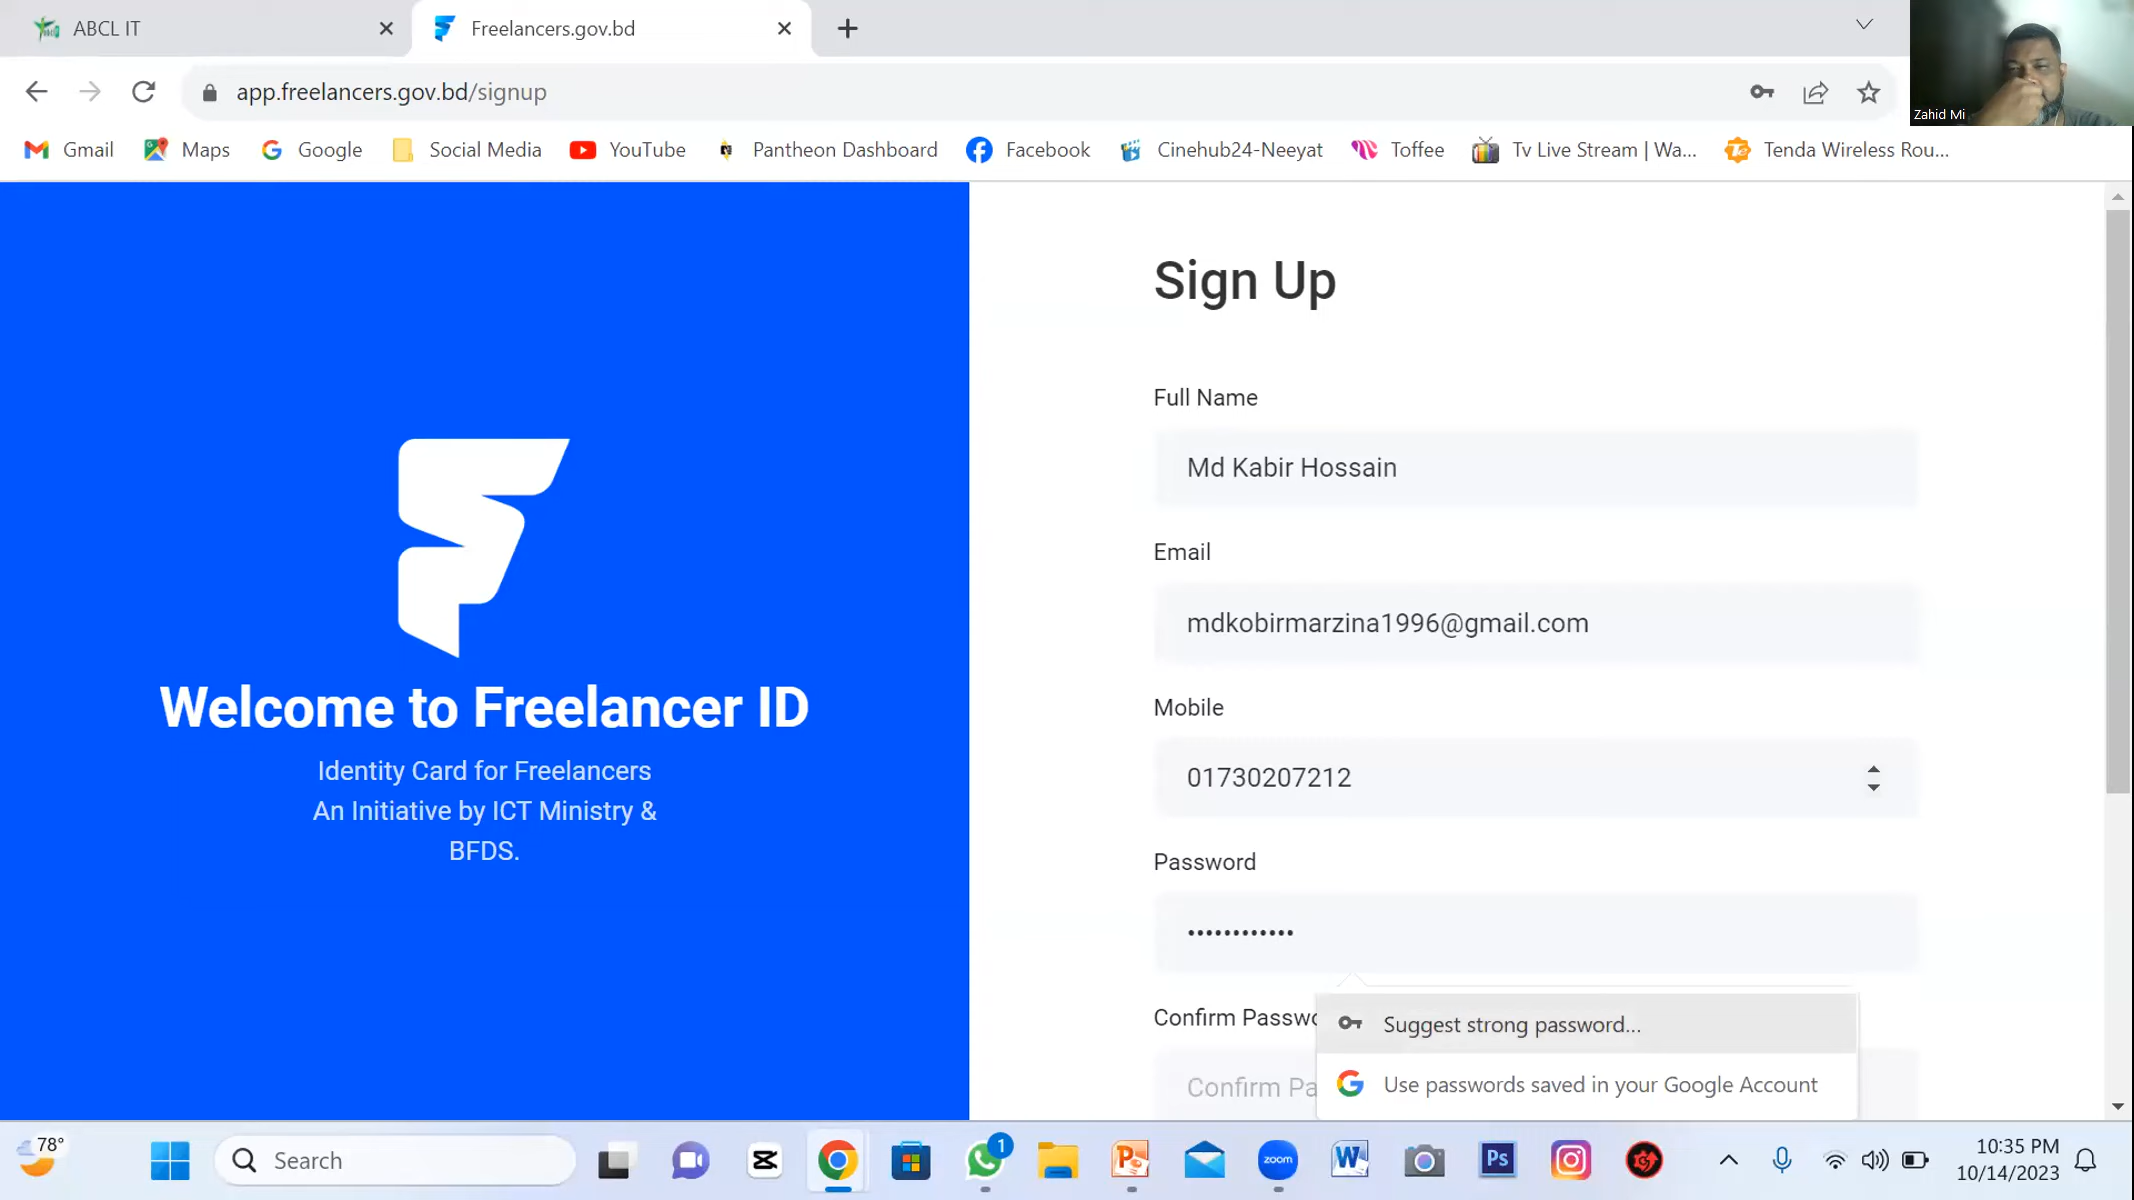 ABCL IT
Freelancers.gov.bd
app.freelancers.gov.bd/signup
Zahid Mi
Gmail
Maps
Google
Social Media
YouTube
Pantheon Dashboard
Facebook
Cinehub24-Neeyat
Toffee
Tv Live Stream | Wa...
Tenda Wireless Rou...
Welcome to Freelancer ID
Identity Card for Freelancers
An Initiative by ICT Ministry &
BFDS.
Sign Up
Full Name
Md Kabir Hossain
Email
mdkobirmarzina1996@gmail.com
Mobile
01730207212
Password
••••••••••••
Confirm Passwo
Confirm Pa
Suggest strong password...
Use passwords saved in your Google Account
78°
Search
1
zoom
Ps
10:35 PM
10/14/2023